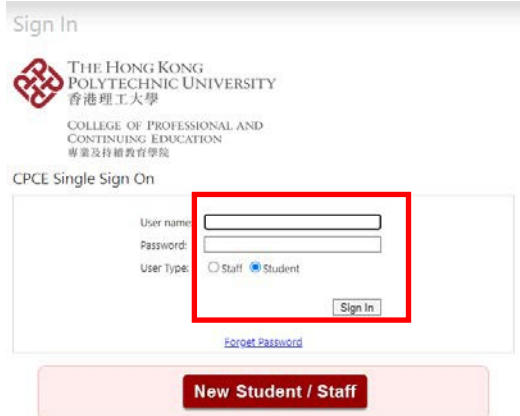 Sign In
THE HONG KONG
POLYTECHNIC UNIVERSITY
香港理工大學
COLLEGE OF PROFESSIONAL AND
CONTINUING EDUCATION
專業及持續教育學院
CPCE Single Sign On
User name:
Password:
User Type: Staff Student
Sign In
Forget Password
New Student / Staff